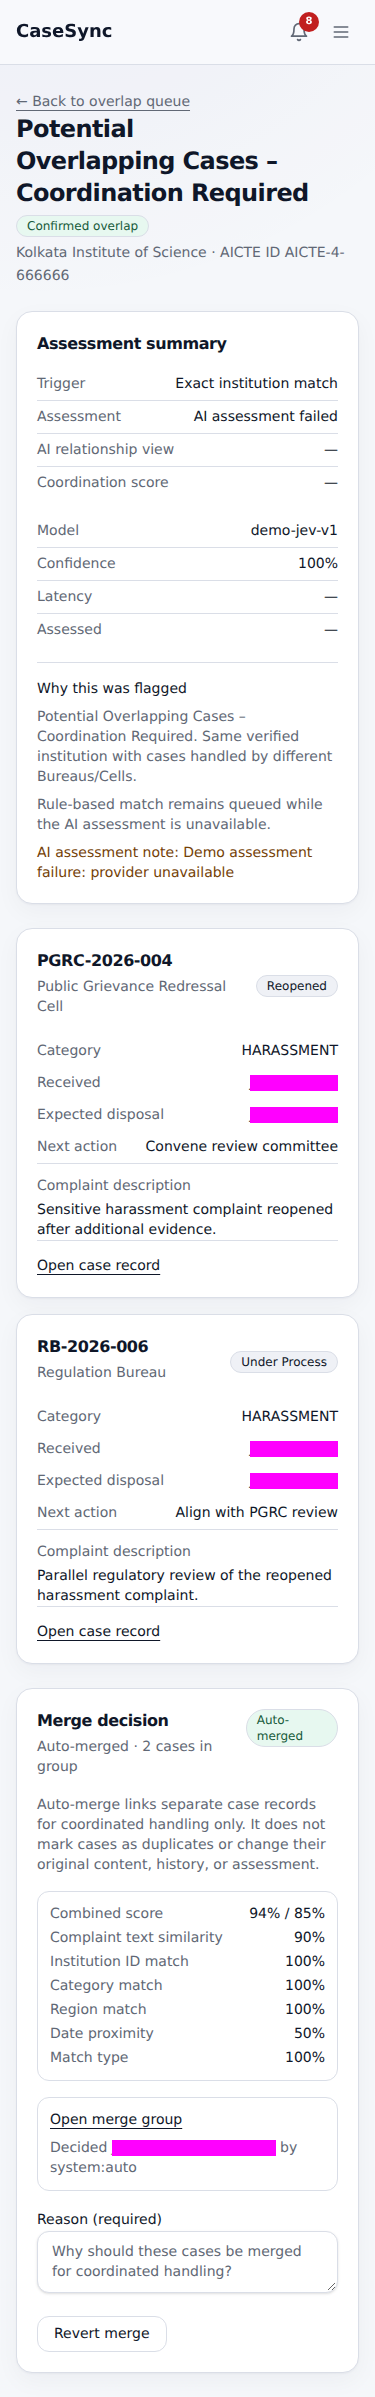 CaseSync
8
← Back to overlap queue
Potential
Overlapping Cases –
Coordination Required
Confirmed overlap
Kolkata Institute of Science · AICTE ID AICTE-4-
666666
Assessment summary
Trigger Exact institution match
Assessment AI assessment failed
AI relationship view —
Coordination score —
Model demo-jev-v1
Confidence 100%
Latency —
Assessed —
Why this was flagged
Potential Overlapping Cases –
Coordination Required. Same verified
institution with cases handled by different
Bureaus/Cells.
Rule-based match remains queued while
the AI assessment is unavailable.
AI assessment note: Demo assessment
failure: provider unavailable
PGRC-2026-004
Public Grievance Redressal
Cell
Reopened
Category HARASSMENT
Received
Expected disposal
Next action Convene review committee
Complaint description
Sensitive harassment complaint reopened
after additional evidence.
Open case record
RB-2026-006
Regulation Bureau
Under Process
Category HARASSMENT
Received
Expected disposal
Next action Align with PGRC review
Complaint description
Parallel regulatory review of the reopened
harassment complaint.
Open case record
Merge decision
Auto-merged · 2 cases in
group
Auto-
merged
Auto-merge links separate case records
for coordinated handling only. It does not
mark cases as duplicates or change their
original content, history, or assessment.
Combined score 94% / 85%
Complaint text similarity 90%
Institution ID match 100%
Category match 100%
Region match 100%
Date proximity 50%
Match type 100%
Open merge group
Decided by
system:auto
Reason (required)
Why should these cases be merged
for coordinated handling?
Revert merge